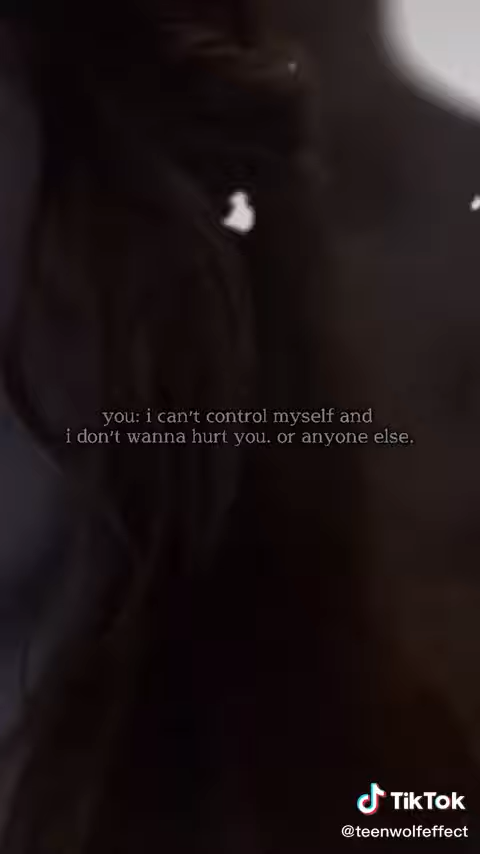 you: i can't control myself and
i don't wanna hurt you. or anyone else.
TikTok
@teenwolfeffect